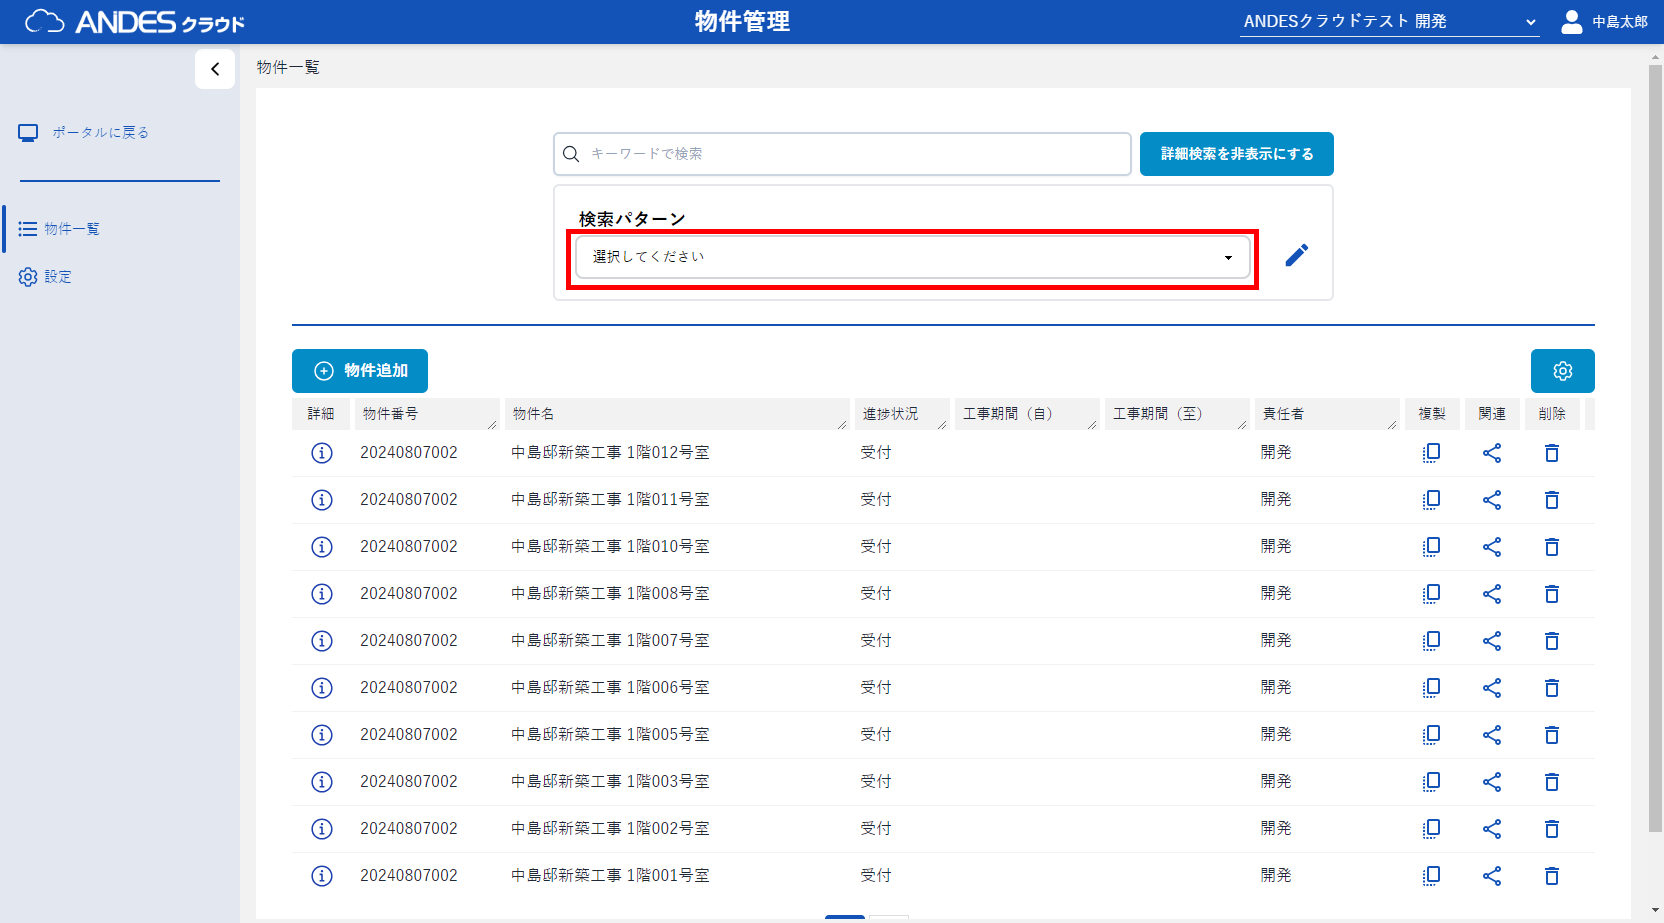 ANDES クラウド
物件管理
ANDESクラウドテスト 開発
中島太郎
ポータルに戻る
物件一覧
設定
物件一覧
キーワードで検索
詳細検索を非表示にする
検索パターン
選択してください
物件追加
詳細 物件番号 物件名 進捗状況 工事期間（自） 工事期間（至） 責任者 複製 関連 削除
20240807002 中島邸新築工事 1階012号室 受付 開発
20240807002 中島邸新築工事 1階011号室 受付 開発
20240807002 中島邸新築工事 1階010号室 受付 開発
20240807002 中島邸新築工事 1階008号室 受付 開発
20240807002 中島邸新築工事 1階007号室 受付 開発
20240807002 中島邸新築工事 1階006号室 受付 開発
20240807002 中島邸新築工事 1階005号室 受付 開発
20240807002 中島邸新築工事 1階003号室 受付 開発
20240807002 中島邸新築工事 1階002号室 受付 開発
20240807002 中島邸新築工事 1階001号室 受付 開発